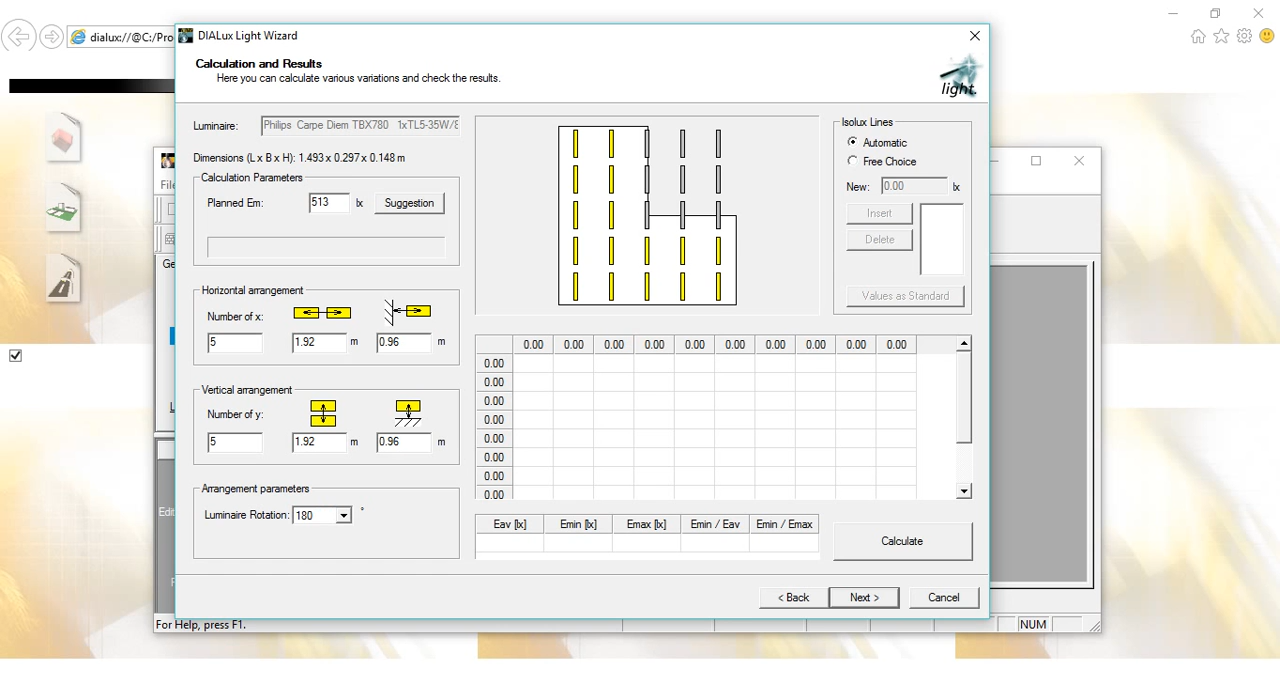 dialux://@C:/Pro
DIALux Light Wizard
Calculation and Results
Here you can calculate various variations and check the results.
light.
Luminaire:
Philips Carpe Diem TBX780 1xTL5-35W/8
Dimensions (L x B x H): 1.493 x 0.297 x 0.148 m
Calculation Parameters
Planned Em:
513
lx
Suggestion
Horizontal arrangement
Number of x:
5
1.92
m
0.96
m
Vertical arrangement
Number of y:
5
1.92
m
0.96
m
Arrangement parameters
Luminaire Rotation:
180
°
Isolux Lines
Automatic
Free Choice
New:
0.00
lx
Insert
Delete
Values as Standard
0.00 0.00 0.00 0.00 0.00 0.00 0.00 0.00 0.00 0.00
0.00
0.00
0.00
0.00
0.00
0.00
0.00
0.00
Eav [lx] Emin [lx] Emax [lx] Emin / Eav Emin / Emax
Calculate
< Back
Next >
Cancel
File
Ge
Edit
For Help, press F1.
NUM